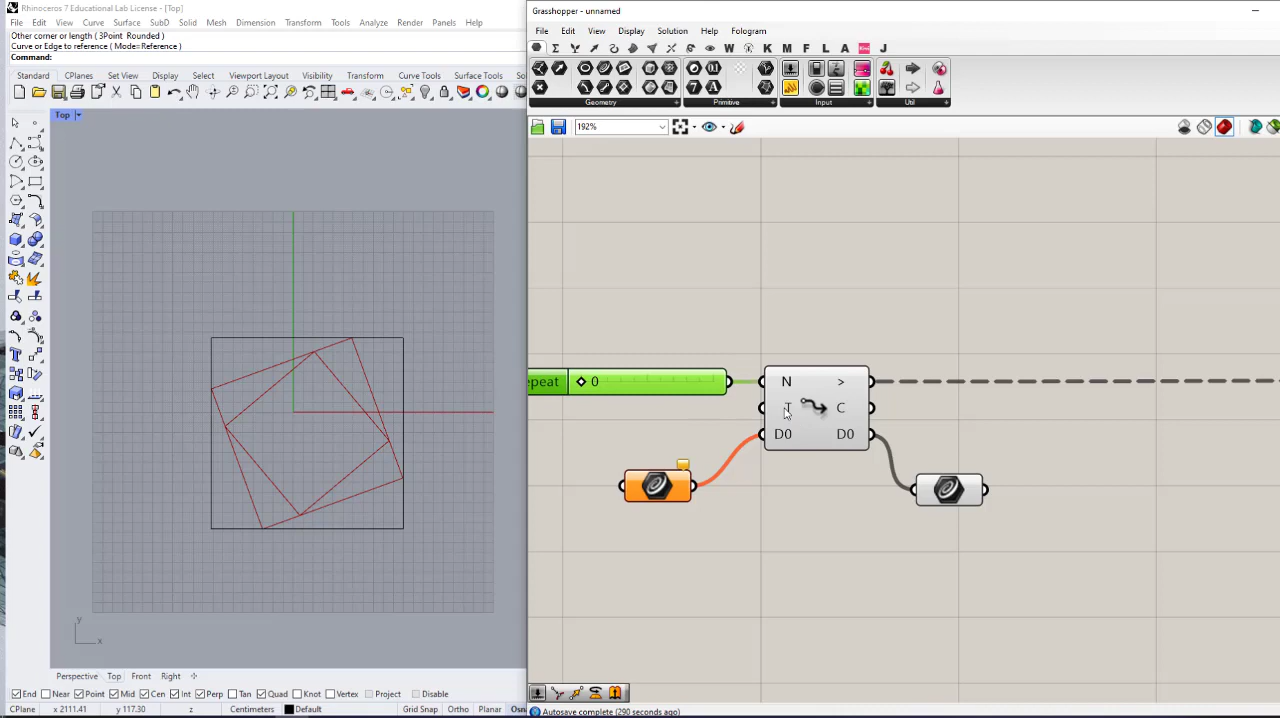 Rhinoceros 7 Educational Lab License - [Top]
File Edit View Curve Surface SubD Solid Mesh Dimension Transform Tools Analyze Render Panels Help
Other corner or length ( 3Point Rounded )
Curve or Edge to reference ( Mode=Reference )
Command:
Standard CPlanes Set View Display Select Viewport Layout Visibility Transform Curve Tools Surface Tools
Top
y
x
Perspective Top Front Right
End Near Point Mid Cen Int Perp Tan Quad Knot Vertex Project Disable
CPlane x 2111.41 y 117.30 z Centimeters Default Grid Snap Ortho Planar Osn
Grasshopper - unnamed
File Edit View Display Solution Help Fologram
W K M F L A J
Geometry Primitive Input Util
192%
epeat 0
N >
T C
D0 D0
Autosave complete (290 seconds ago)